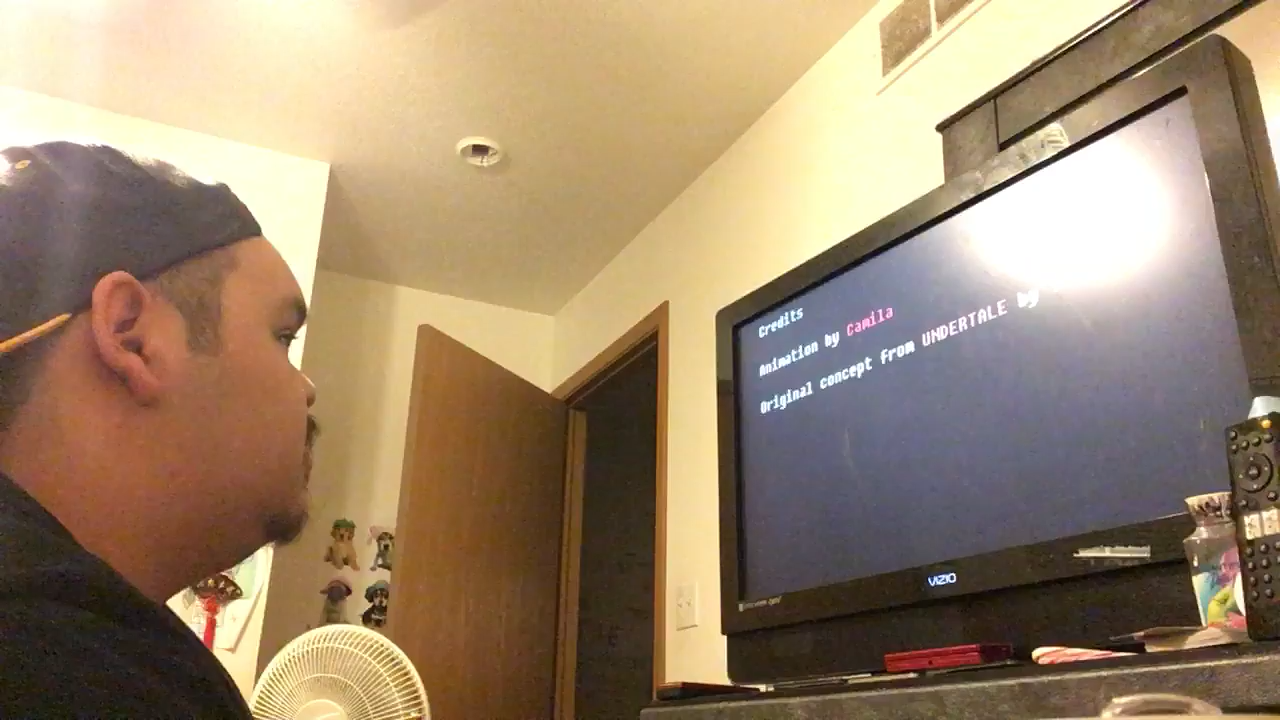 Credits
Animation by Camila
Original concept from UNDERTALE by
VIZIO